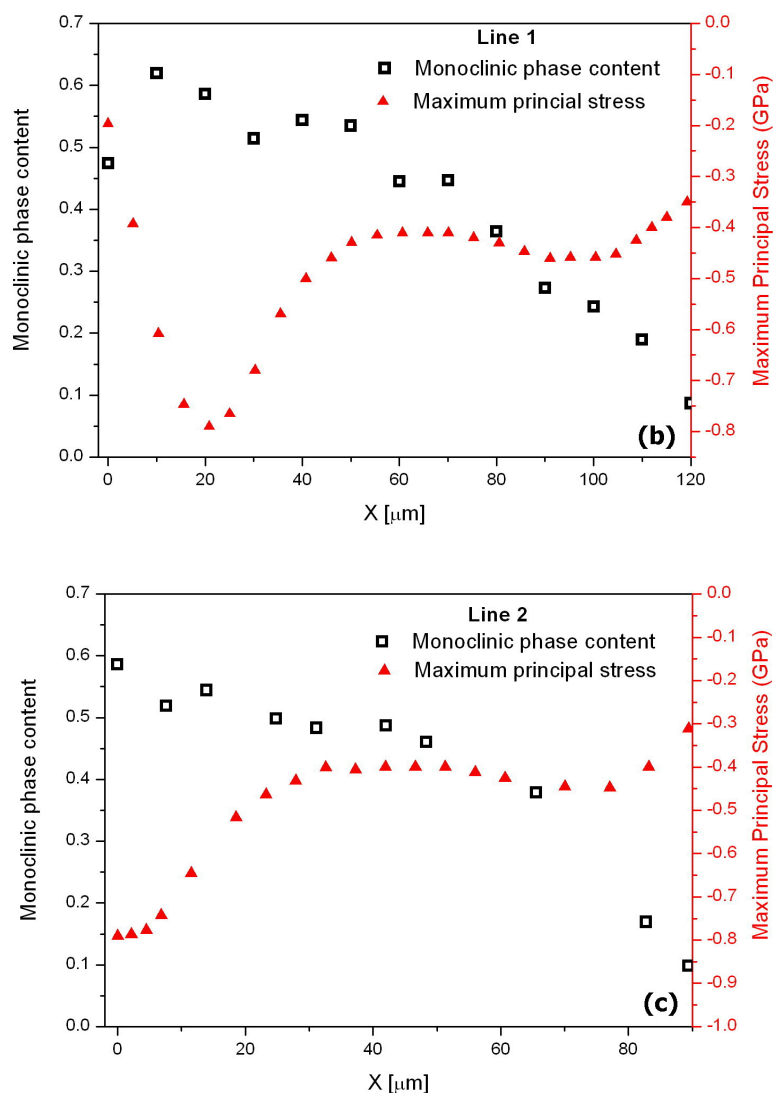 Line 1
Monoclinic phase content
Maximum princial stress
Monoclinic phase content
0.7
0.6
0.5
0.4
0.3
0.2
0.1
0.0
0.0
-0.1
-0.2
-0.3
-0.4
-0.5
-0.6
-0.7
-0.8
Maximum Principal Stress (GPa)
(b)
0 20 40 60 80 100 120
X [μm]
Line 2
Monoclinic phase content
Maximum principal stress
Monoclinic phase content
0.7
0.6
0.5
0.4
0.3
0.2
0.1
0.0
0.0
-0.1
-0.2
-0.3
-0.4
-0.5
-0.6
-0.7
-0.8
-0.9
-1.0
Maximum Principal Stress (GPa)
(c)
0 20 40 60 80
X [μm]